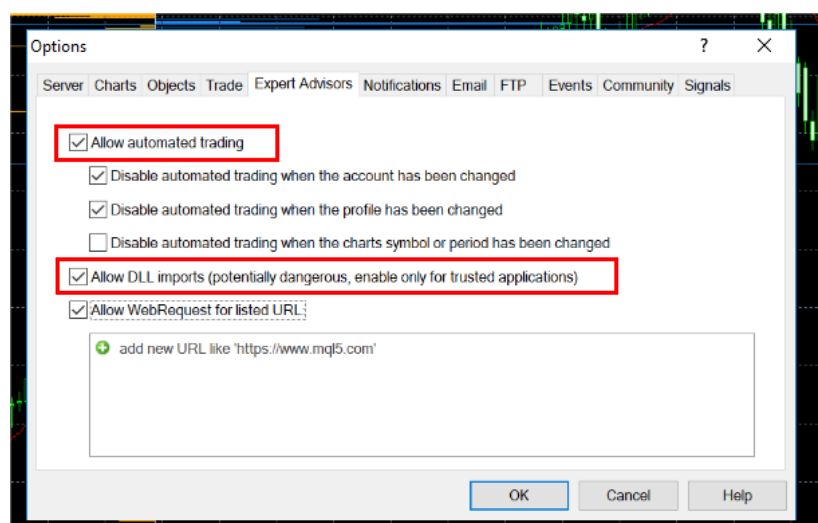 Options ? ×
Server Charts Objects Trade Expert Advisors Notifications Email FTP Events Community Signals
Allow automated trading
Disable automated trading when the account has been changed
Disable automated trading when the profile has been changed
Disable automated trading when the charts symbol or period has been changed
Allow DLL imports (potentially dangerous, enable only for trusted applications)
Allow WebRequest for listed URL:
add new URL like 'https://www.mql5.com'
OK Cancel Help